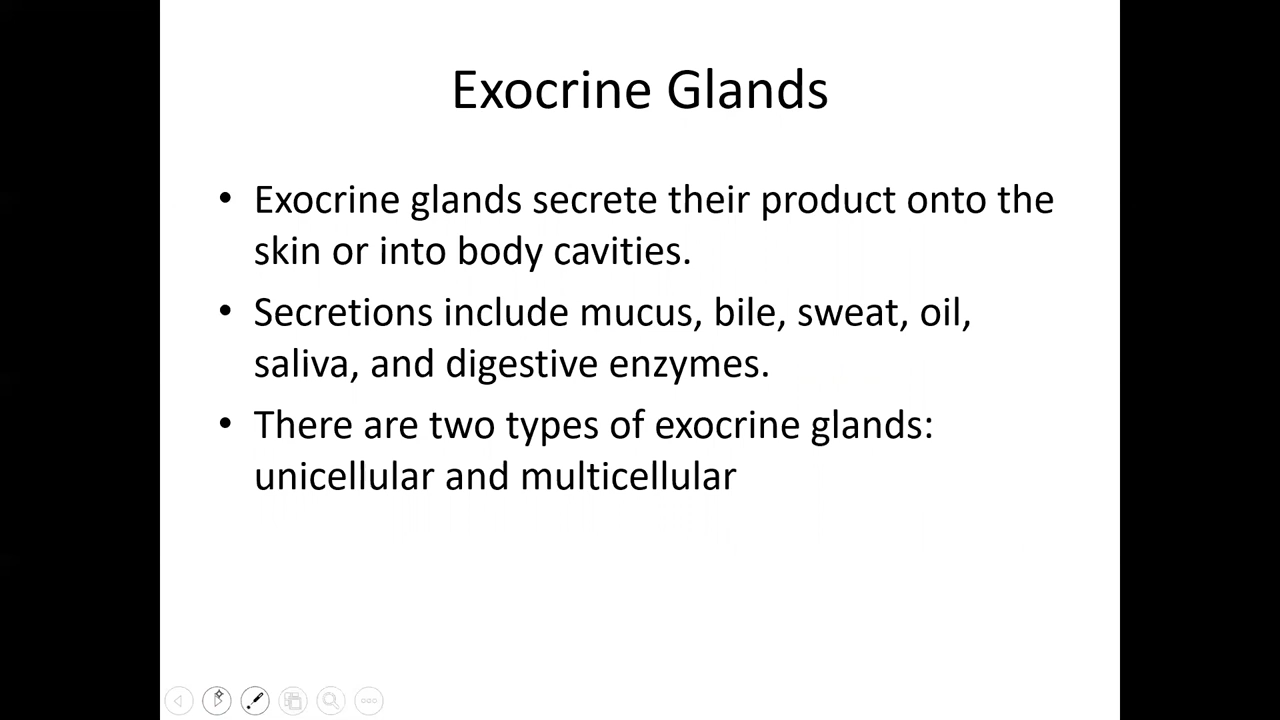 Exocrine Glands
• Exocrine glands secrete their product onto the
skin or into body cavities.
• Secretions include mucus, bile, sweat, oil,
saliva, and digestive enzymes.
• There are two types of exocrine glands:
unicellular and multicellular